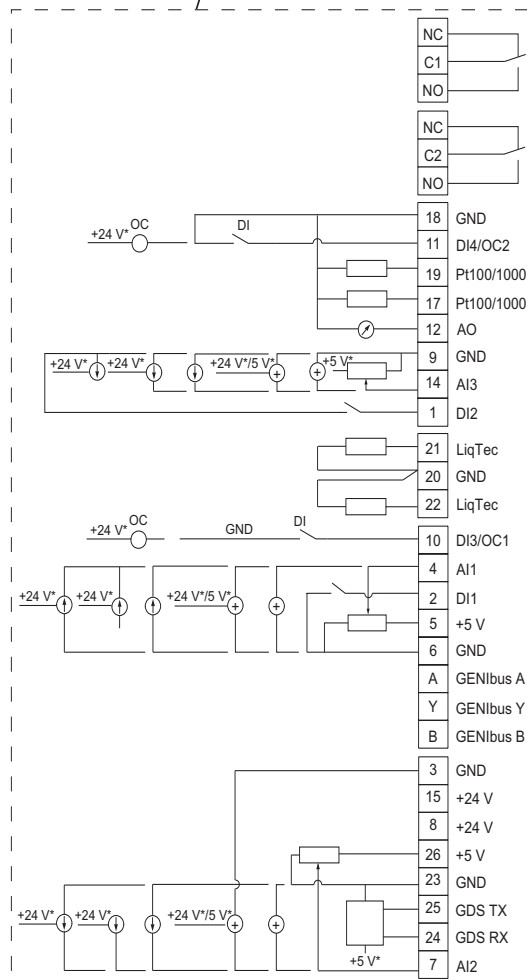 NC
C1
NO
NC
C2
NO
18 GND
+24 V* OC DI 11 DI4/OC2
19 Pt100/1000
17 Pt100/1000
12 AO
9 GND
+24 V* +24 V* +24 V*/5 V* +5 V*
14 AI3
1 DI2
21 LiqTec
20 GND
22 LiqTec
+24 V* OC GND DI 10 DI3/OC1
4 AI1
+24 V* +24 V* +24 V*/5 V* 2 DI1
5 +5 V
6 GND
A GENIbus A
Y GENIbus Y
B GENIbus B
3 GND
15 +24 V
8 +24 V
26 +5 V
23 GND
+24 V* +24 V* +24 V*/5 V* 25 GDS TX
24 GDS RX
+5 V* 7 AI2